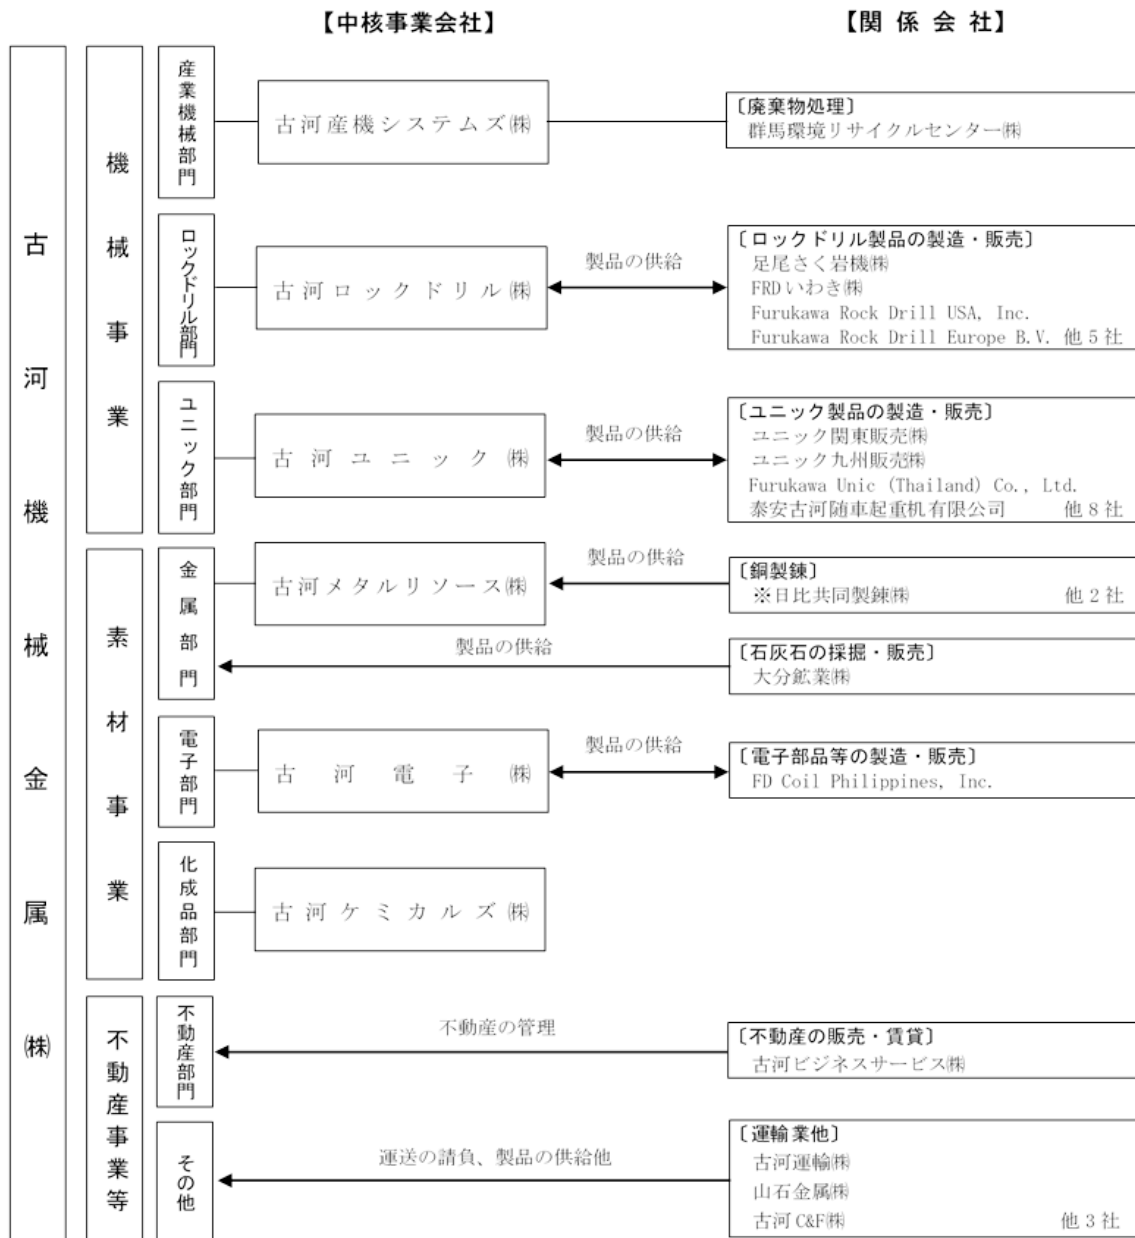 【中核事業会社】
【関係会社】
古河機械金属㈱
機械事業
産業機械部門
古河産機システムズ㈱
〔廃棄物処理〕
群馬環境リサイクルセンター㈱
ロックドリル部門
古河ロックドリル㈱
製品の供給
〔ロックドリル製品の製造・販売〕
足尾さく岩機㈱
FRDいわき㈱
Furukawa Rock Drill USA, Inc.
Furukawa Rock Drill Europe B.V. 他5社
ユニック部門
古河ユニック㈱
製品の供給
〔ユニック製品の製造・販売〕
ユニック関東販売㈱
ユニック九州販売㈱
Furukawa Unic (Thailand) Co., Ltd.
泰安古河随車起重机有限公司 他8社
素材事業
金属部門
古河メタルリソース㈱
製品の供給
〔銅製錬〕
※日比共同製錬㈱ 他2社
製品の供給
〔石灰石の採掘・販売〕
大分鉱業㈱
電子部門
古河電子㈱
製品の供給
〔電子部品等の製造・販売〕
FD Coil Philippines, Inc.
化成品部門
古河ケミカルズ㈱
不動産事業等
不動産部門
不動産の管理
〔不動産の販売・賃貸〕
古河ビジネスサービス㈱
その他
運送の請負、製品の供給他
〔運輸業他〕
古河運輸㈱
山石金属㈱
古河C&F㈱ 他3社